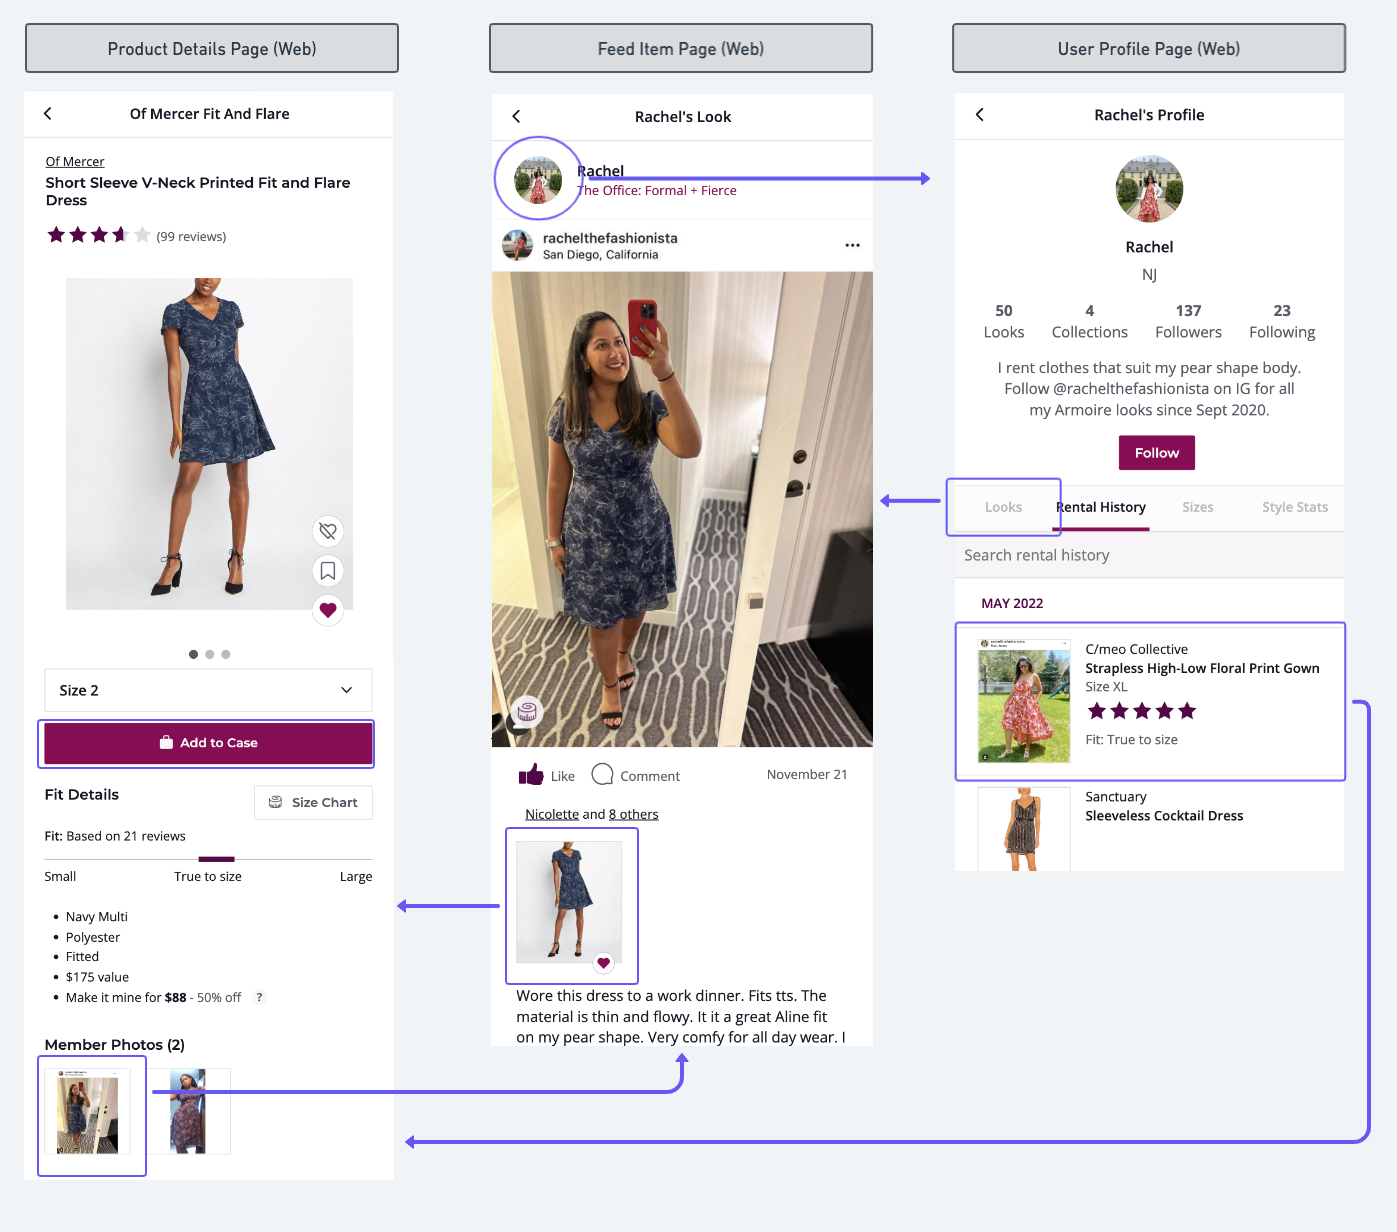 Product Details Page (Web)
Of Mercer Fit And Flare
Of Mercer
Short Sleeve V-Neck Printed Fit and Flare
Dress
(99 reviews)
Size 2
Add to Case
Fit Details
Size Chart
Fit: Based on 21 reviews
Small
True to size
Large
• Navy Multi
• Polyester
• Fitted
• $175 value
• Make it mine for $88 - 50% off ?
Member Photos (2)
Feed Item Page (Web)
Rachel's Look
Rachel
The Office: Formal + Fierce
rachelthefashionista
San Diego, California
Like
Comment
November 21
Nicolette and 8 others
Wore this dress to a work dinner. Fits tts. The
material is thin and flowy. It it a great Aline fit
on my pear shape. Very comfy for all day wear. I
User Profile Page (Web)
Rachel's Profile
Rachel
NJ
50
Looks
4
Collections
137
Followers
23
Following
I rent clothes that suit my pear shape body.
Follow @rachelthefashionista on IG for all
my Armoire looks since Sept 2020.
Follow
Looks
Rental History
Sizes
Style Stats
Search rental history
MAY 2022
C/meo Collective
Strapless High-Low Floral Print Gown
Size XL
Fit: True to size
Sanctuary
Sleeveless Cocktail Dress